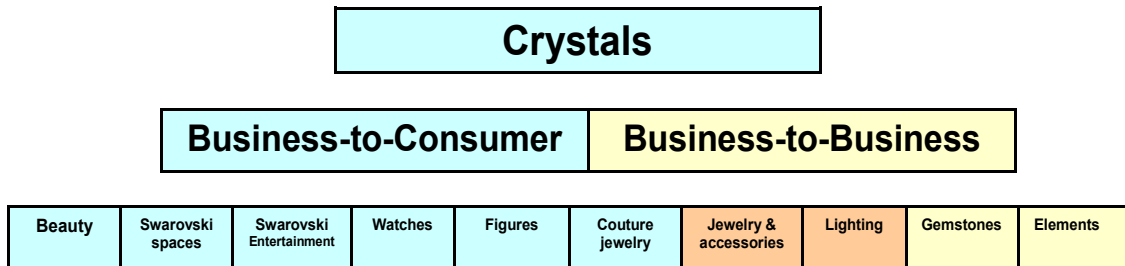 Crystals
Business-to-Consumer
Business-to-Business
Beauty
Swarovski
spaces
Swarovski
Entertainment
Watches
Figures
Couture
jewelry
Jewelry &
accessories
Lighting
Gemstones
Elements